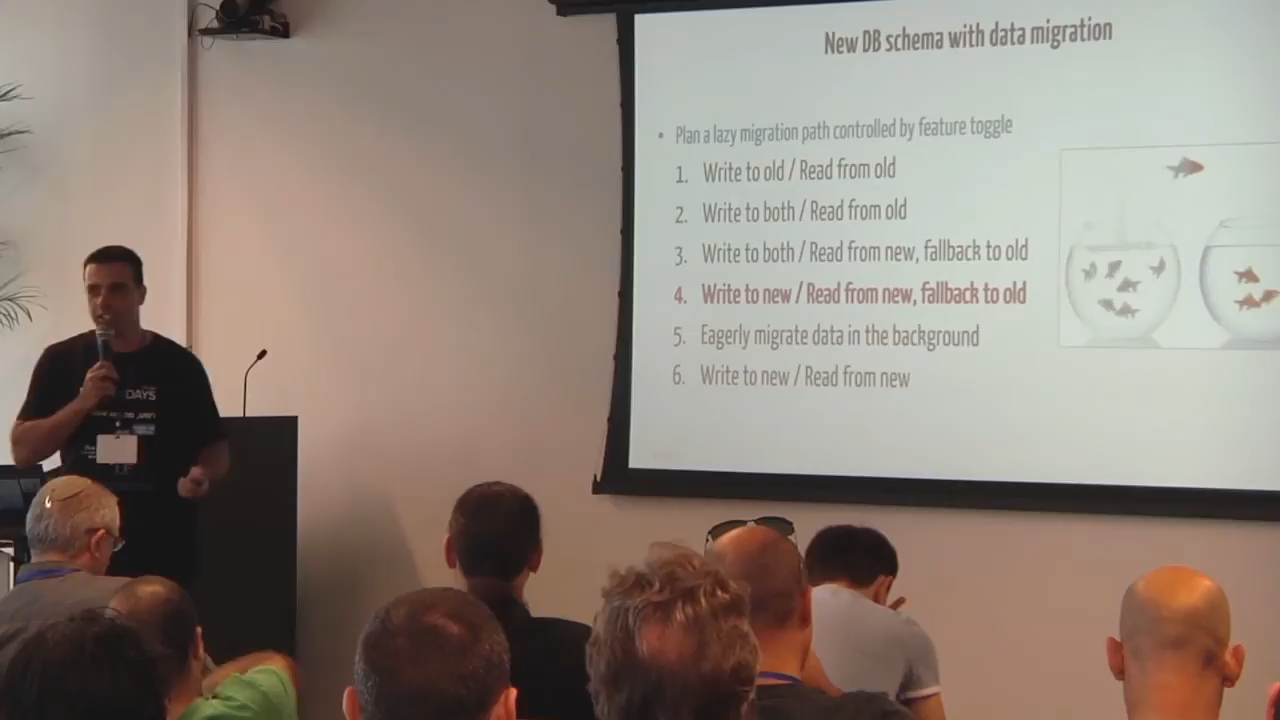 New DB schema with data migration
• Plan a lazy migration path controlled by feature toggle
1. Write to old / Read from old
2. Write to both / Read from old
3. Write to both / Read from new, fallback to old
4. Write to new / Read from new, fallback to old
5. Eagerly migrate data in the background
6. Write to new / Read from new
DAYS